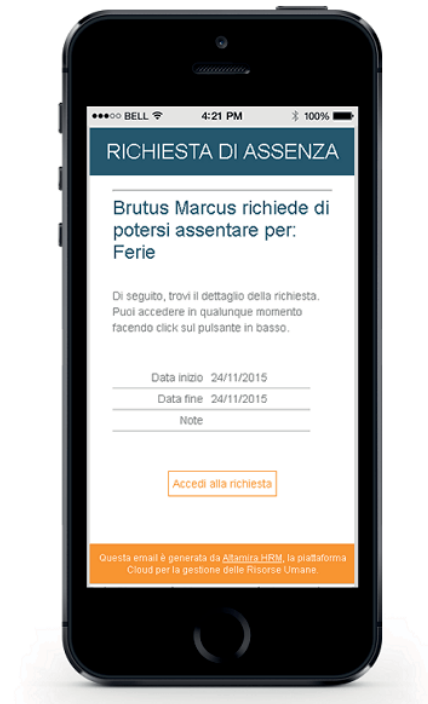 BELL 4:21 PM 100%
RICHIESTA DI ASSENZA
Brutus Marcus richiede di
potersi assentare per:
Ferie
Di seguito, trovi il dettaglio della richiesta.
Puoi accedere in qualunque momento
facendo click sul pulsante in basso.
Data inizio 24/11/2015
Data fine 24/11/2015
Note
Accedi alla richiesta
Questa email è generata da Altamira HRM, la piattaforma
Cloud per la gestione delle Risorse Umane.